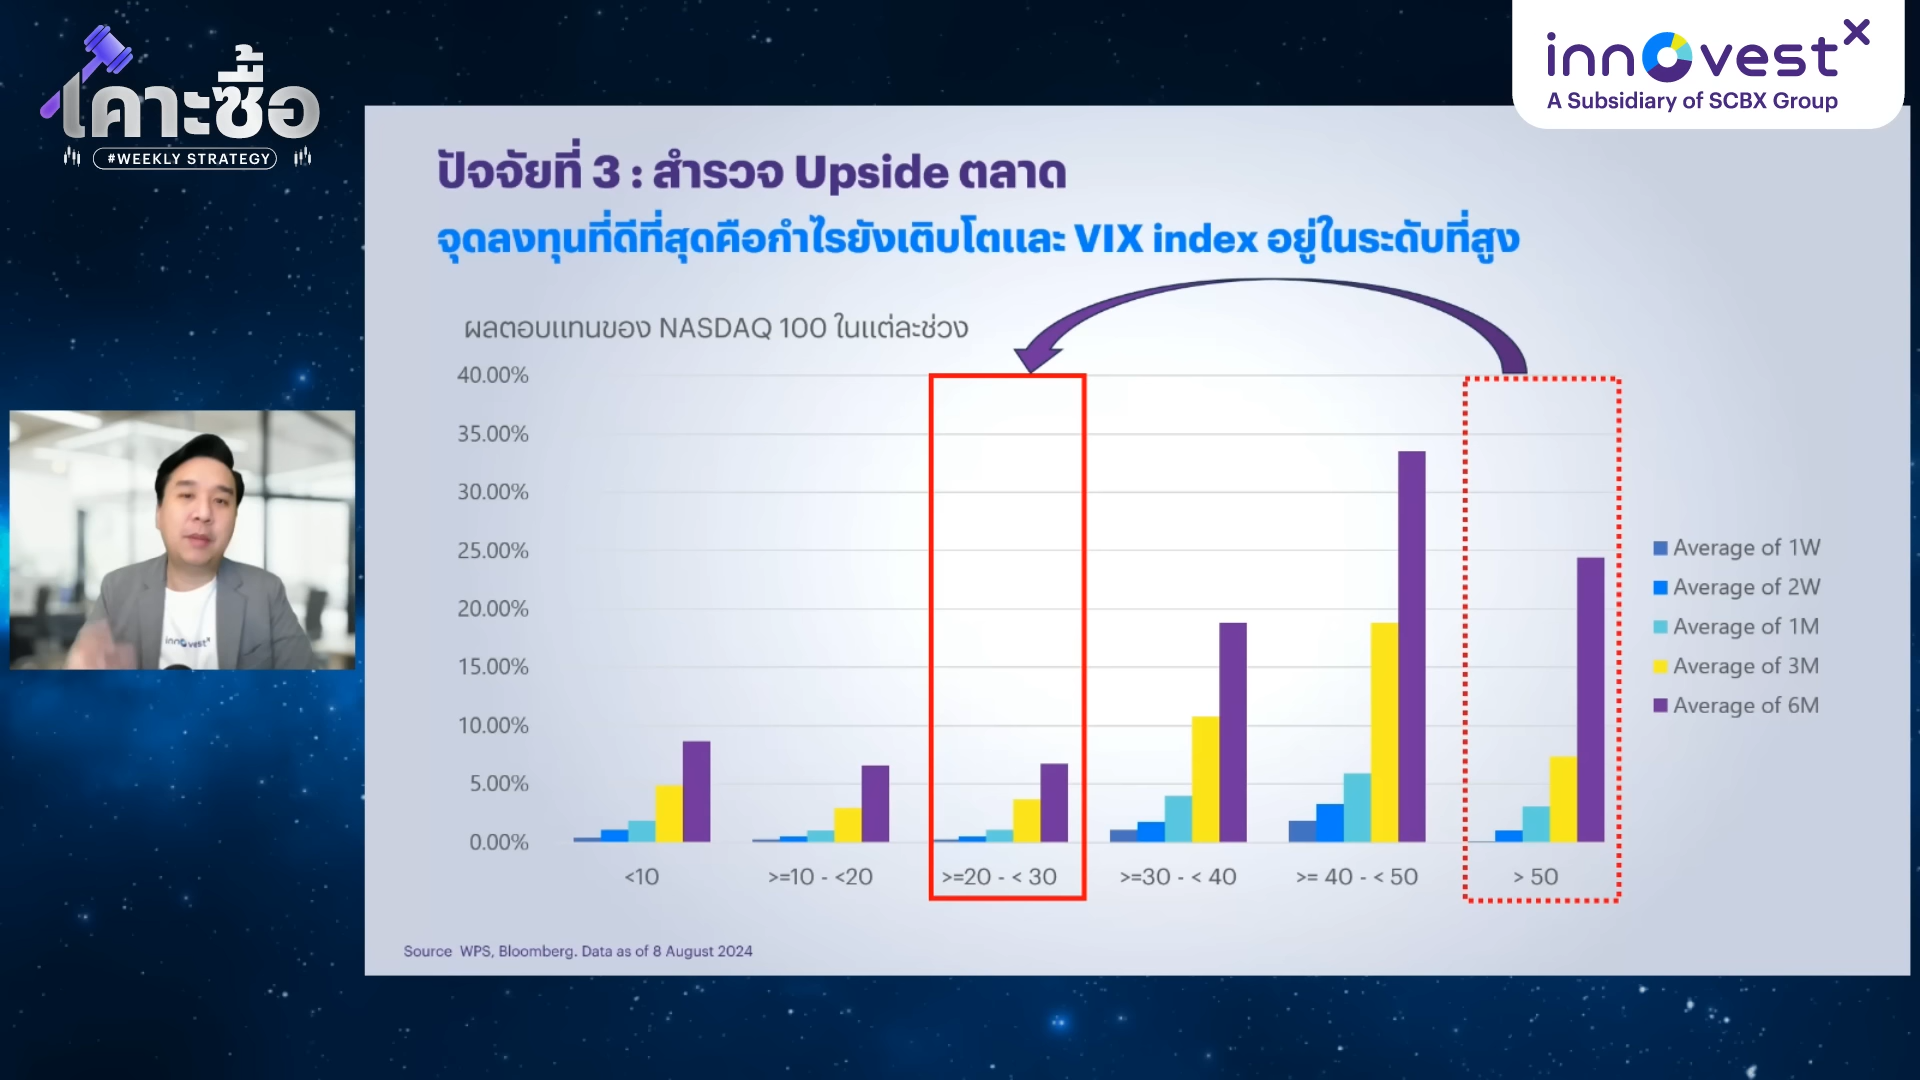 เคาะซื้อ
#WEEKLY STRATEGY
innovestx
A Subsidiary of SCBX Group
ปัจจัยที่ 3 : สำรวจ Upside ตลาด
จุดลงทุนที่ดีที่สุดคือกำไรยังเติบโตและ VIX index อยู่ในระดับที่สูง
ผลตอบแทนของ NASDAQ 100 ในแต่ละช่วง
40.00%
35.00%
30.00%
25.00%
20.00%
15.00%
10.00%
5.00%
0.00%
<10
>=10 - <20
>=20 - < 30
>=30 - < 40
>= 40 - < 50
> 50
Average of 1W
Average of 2W
Average of 1M
Average of 3M
Average of 6M
innovestx
Source WPS, Bloomberg. Data as of 8 August 2024